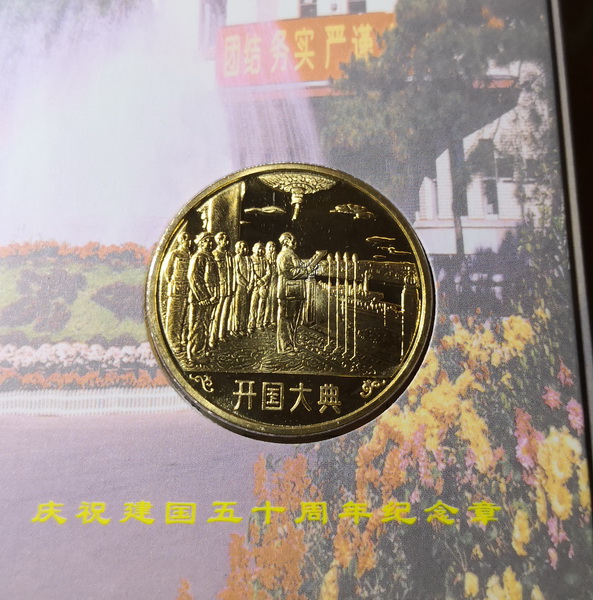 团结务实严谨
开国大典
庆祝建国五十周年纪念章